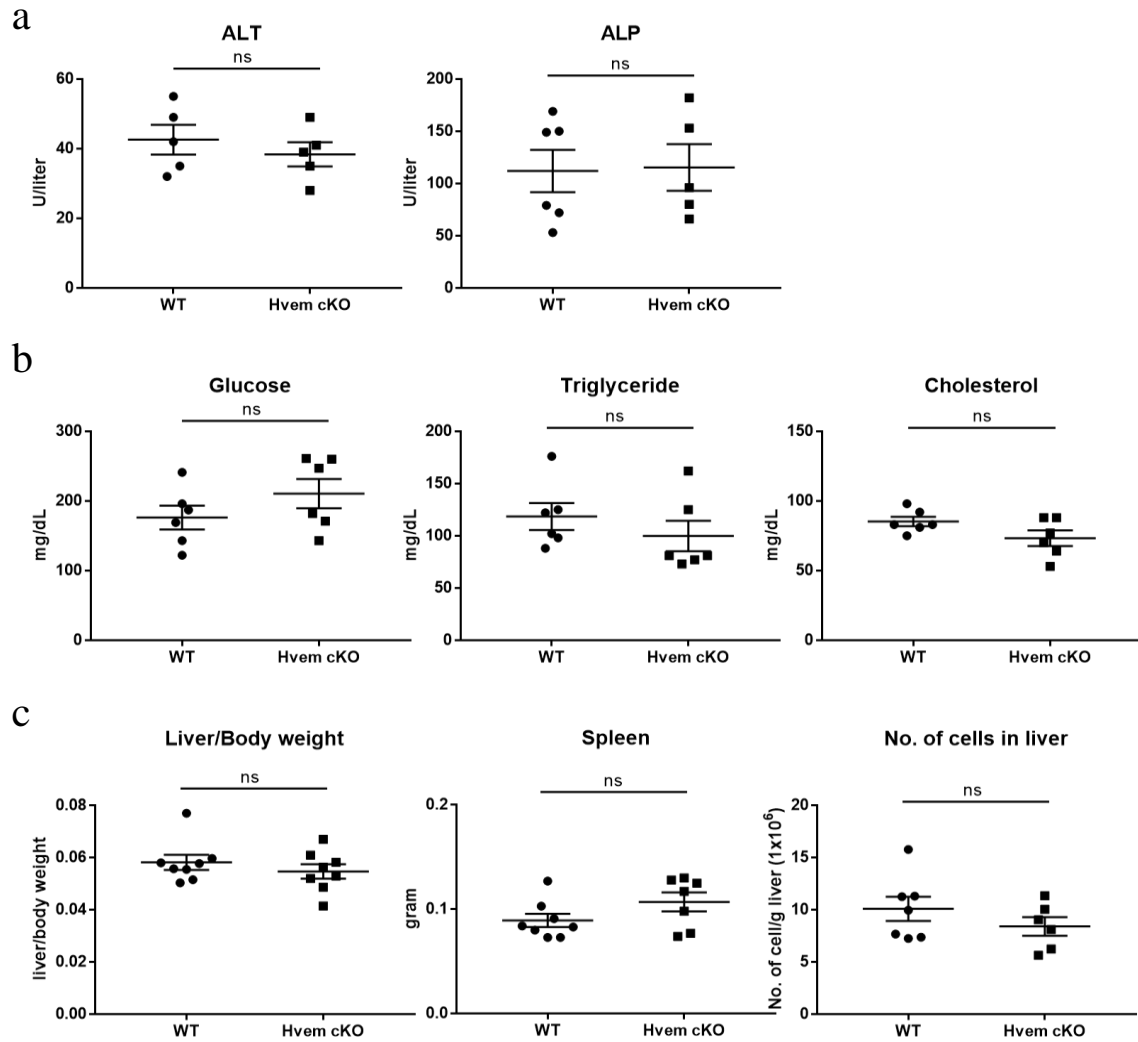 a
ALT
ns
60
40
20
0
U/liter
WT
Hvem cKO
ALP
ns
200
150
100
50
0
U/liter
WT
Hvem cKO
b
Glucose
ns
300
200
100
0
mg/dL
WT
Hvem cKO
Triglyceride
ns
200
150
100
50
0
mg/dL
WT
Hvem cKO
Cholesterol
ns
150
100
50
0
mg/dL
WT
Hvem cKO
c
Liver/Body weight
ns
0.08
0.06
0.04
0.02
0.00
liver/body weight
WT
Hvem cKO
Spleen
ns
0.2
0.1
0.0
gram
WT
Hvem cKO
No. of cells in liver
ns
20
15
10
5
0
No. of cell/g liver (1x10⁶)
WT
Hvem cKO